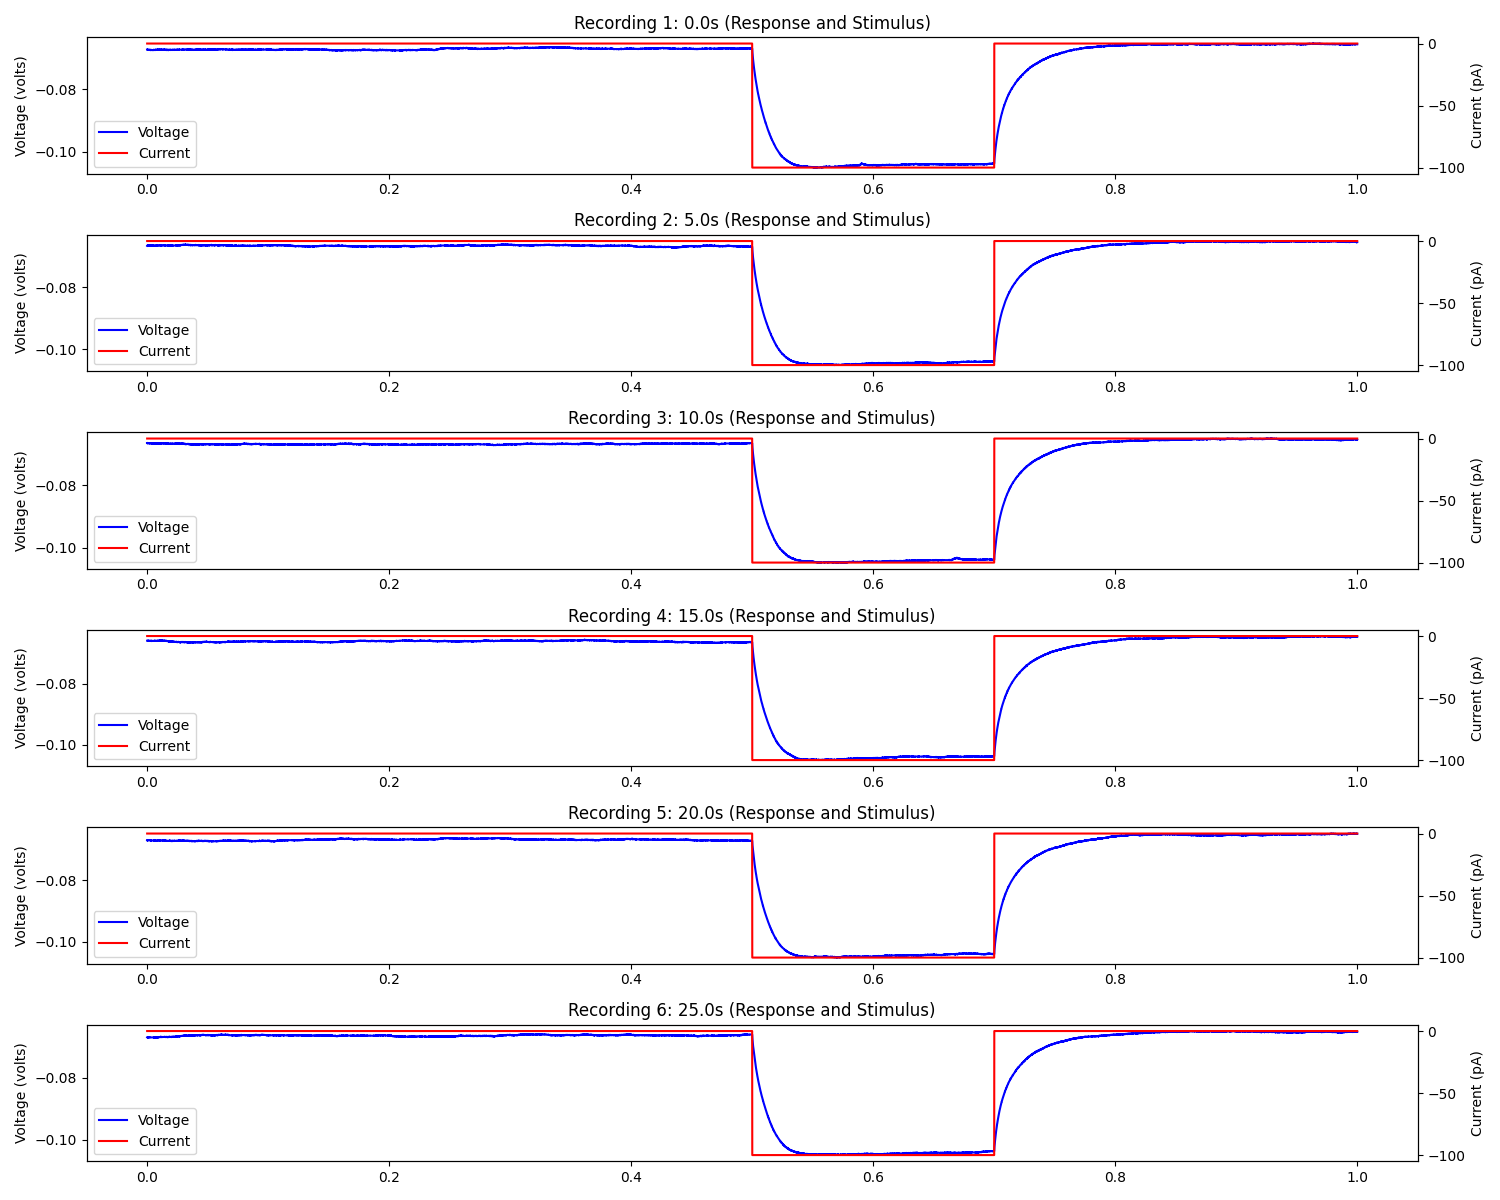 Recording 1: 0.0s (Response and Stimulus)
Voltage (volts)
−0.08
−0.10
Voltage
Current
0
−50
−100
Current (pA)
0.0 0.2 0.4 0.6 0.8 1.0
Recording 2: 5.0s (Response and Stimulus)
Voltage (volts)
−0.08
−0.10
Voltage
Current
0
−50
−100
Current (pA)
0.0 0.2 0.4 0.6 0.8 1.0
Recording 3: 10.0s (Response and Stimulus)
Voltage (volts)
−0.08
−0.10
Voltage
Current
0
−50
−100
Current (pA)
0.0 0.2 0.4 0.6 0.8 1.0
Recording 4: 15.0s (Response and Stimulus)
Voltage (volts)
−0.08
−0.10
Voltage
Current
0
−50
−100
Current (pA)
0.0 0.2 0.4 0.6 0.8 1.0
Recording 5: 20.0s (Response and Stimulus)
Voltage (volts)
−0.08
−0.10
Voltage
Current
0
−50
−100
Current (pA)
0.0 0.2 0.4 0.6 0.8 1.0
Recording 6: 25.0s (Response and Stimulus)
Voltage (volts)
−0.08
−0.10
Voltage
Current
0
−50
−100
Current (pA)
0.0 0.2 0.4 0.6 0.8 1.0